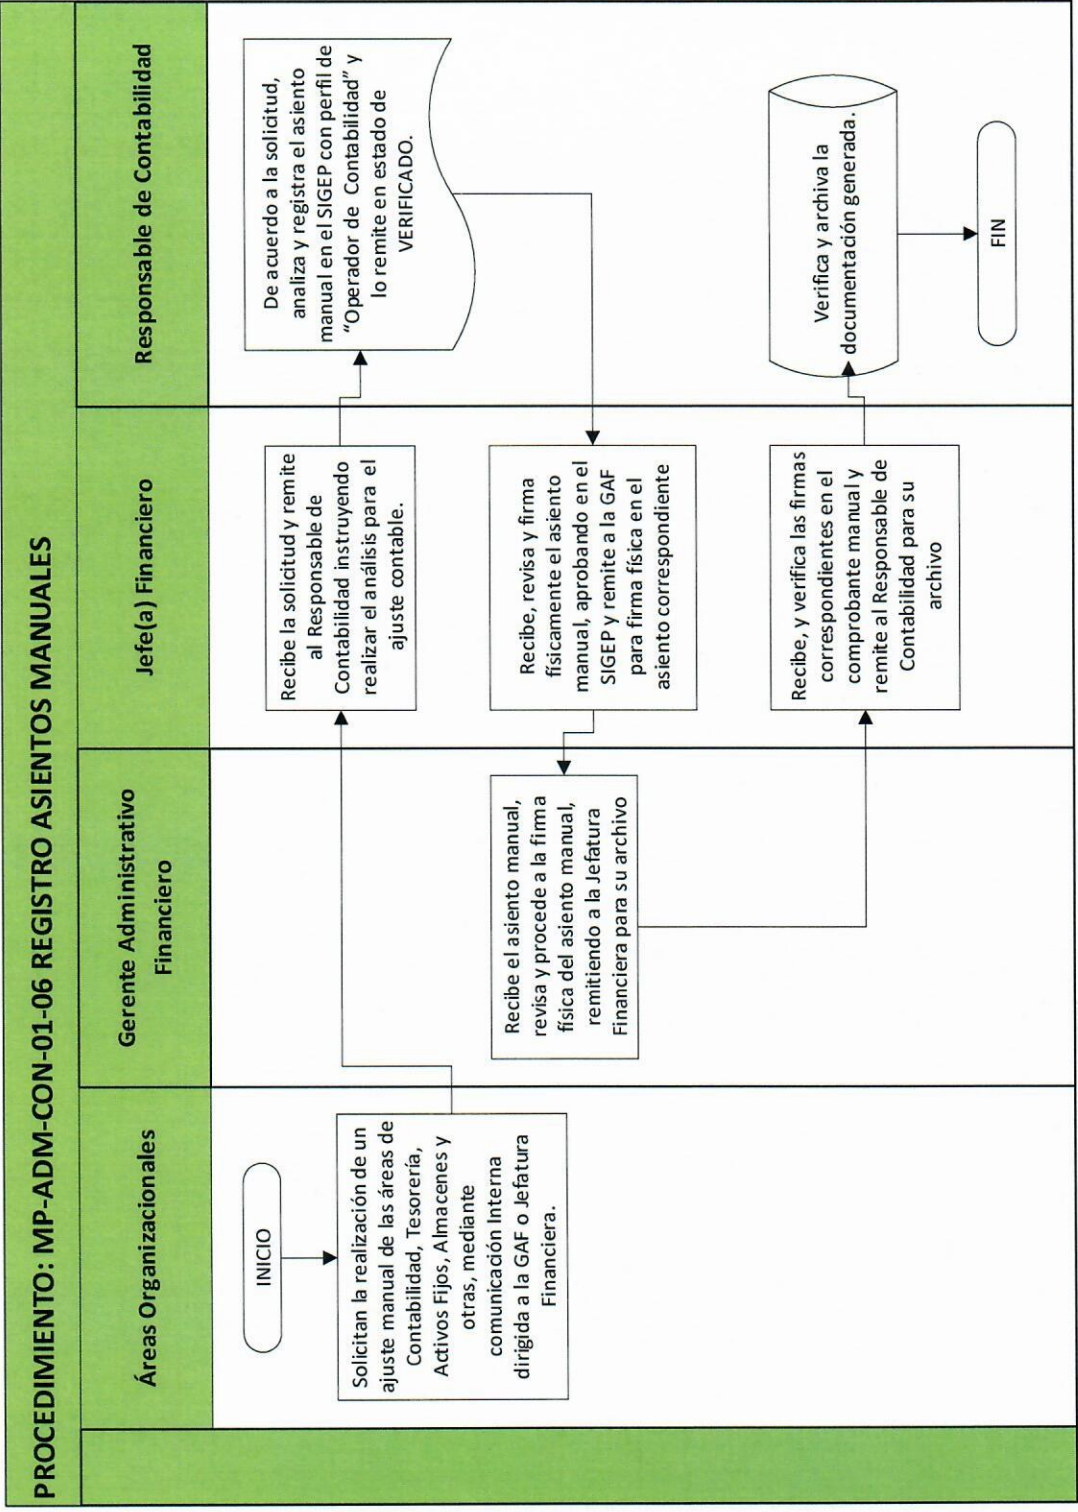 PROCEDIMIENTO: MP-ADM-CON-01-06 REGISTRO ASIENTOS MANUALES
Áreas Organizacionales
Gerente Administrativo
Financiero
Jefe(a) Financiero
Responsable de Contabilidad
INICIO
Solicitan la realización de un
ajuste manual de las áreas de
Contabilidad, Tesorería,
Activos Fijos, Almacenes y
otras, mediante
comunicación Interna
dirigida a la GAF o Jefatura
Financiera.
Recibe la solicitud y remite
al Responsable de
Contabilidad instruyendo
realizar el análisis para el
ajuste contable.
De acuerdo a la solicitud,
analiza y registra el asiento
manual en el SIGEP con perfil de
“Operador de Contabilidad” y
lo remite en estado de
VERIFICADO.
Recibe, revisa y firma
físicamente el asiento
manual, aprobando en el
SIGEP y remite a la GAF
para firma física en el
asiento correspondiente
Recibe el asiento manual,
revisa y procede a la firma
física del asiento manual,
remitiendo a la Jefatura
Financiera para su archivo
Recibe, y verifica las firmas
correspondientes en el
comprobante manual y
remite al Responsable de
Contabilidad para su
archivo
Verifica y archiva la
documentación generada.
FIN